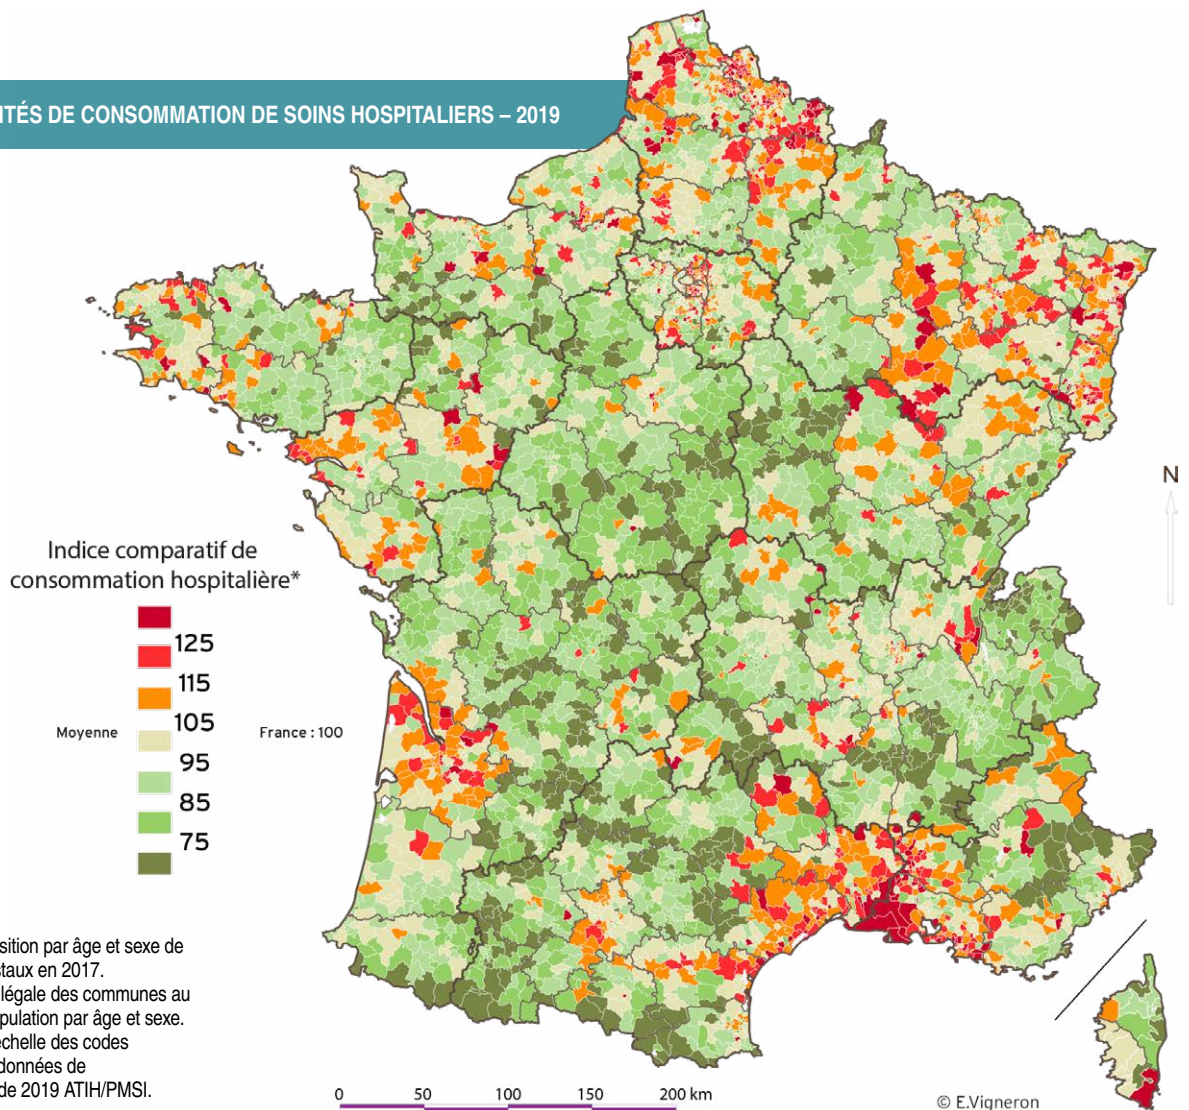 ITÉS DE CONSOMMATION DE SOINS HOSPITALIERS – 2019
N
Indice comparatif de
consommation hospitalière*
125
115
105
Moyenne
France : 100
95
85
75
sition par âge et sexe de
staux en 2017.
légale des communes au
pulation par âge et sexe.
échelle des codes
données de
de 2019 ATIH/PMSI.
0 50 100 150 200 km
© E.Vigneron